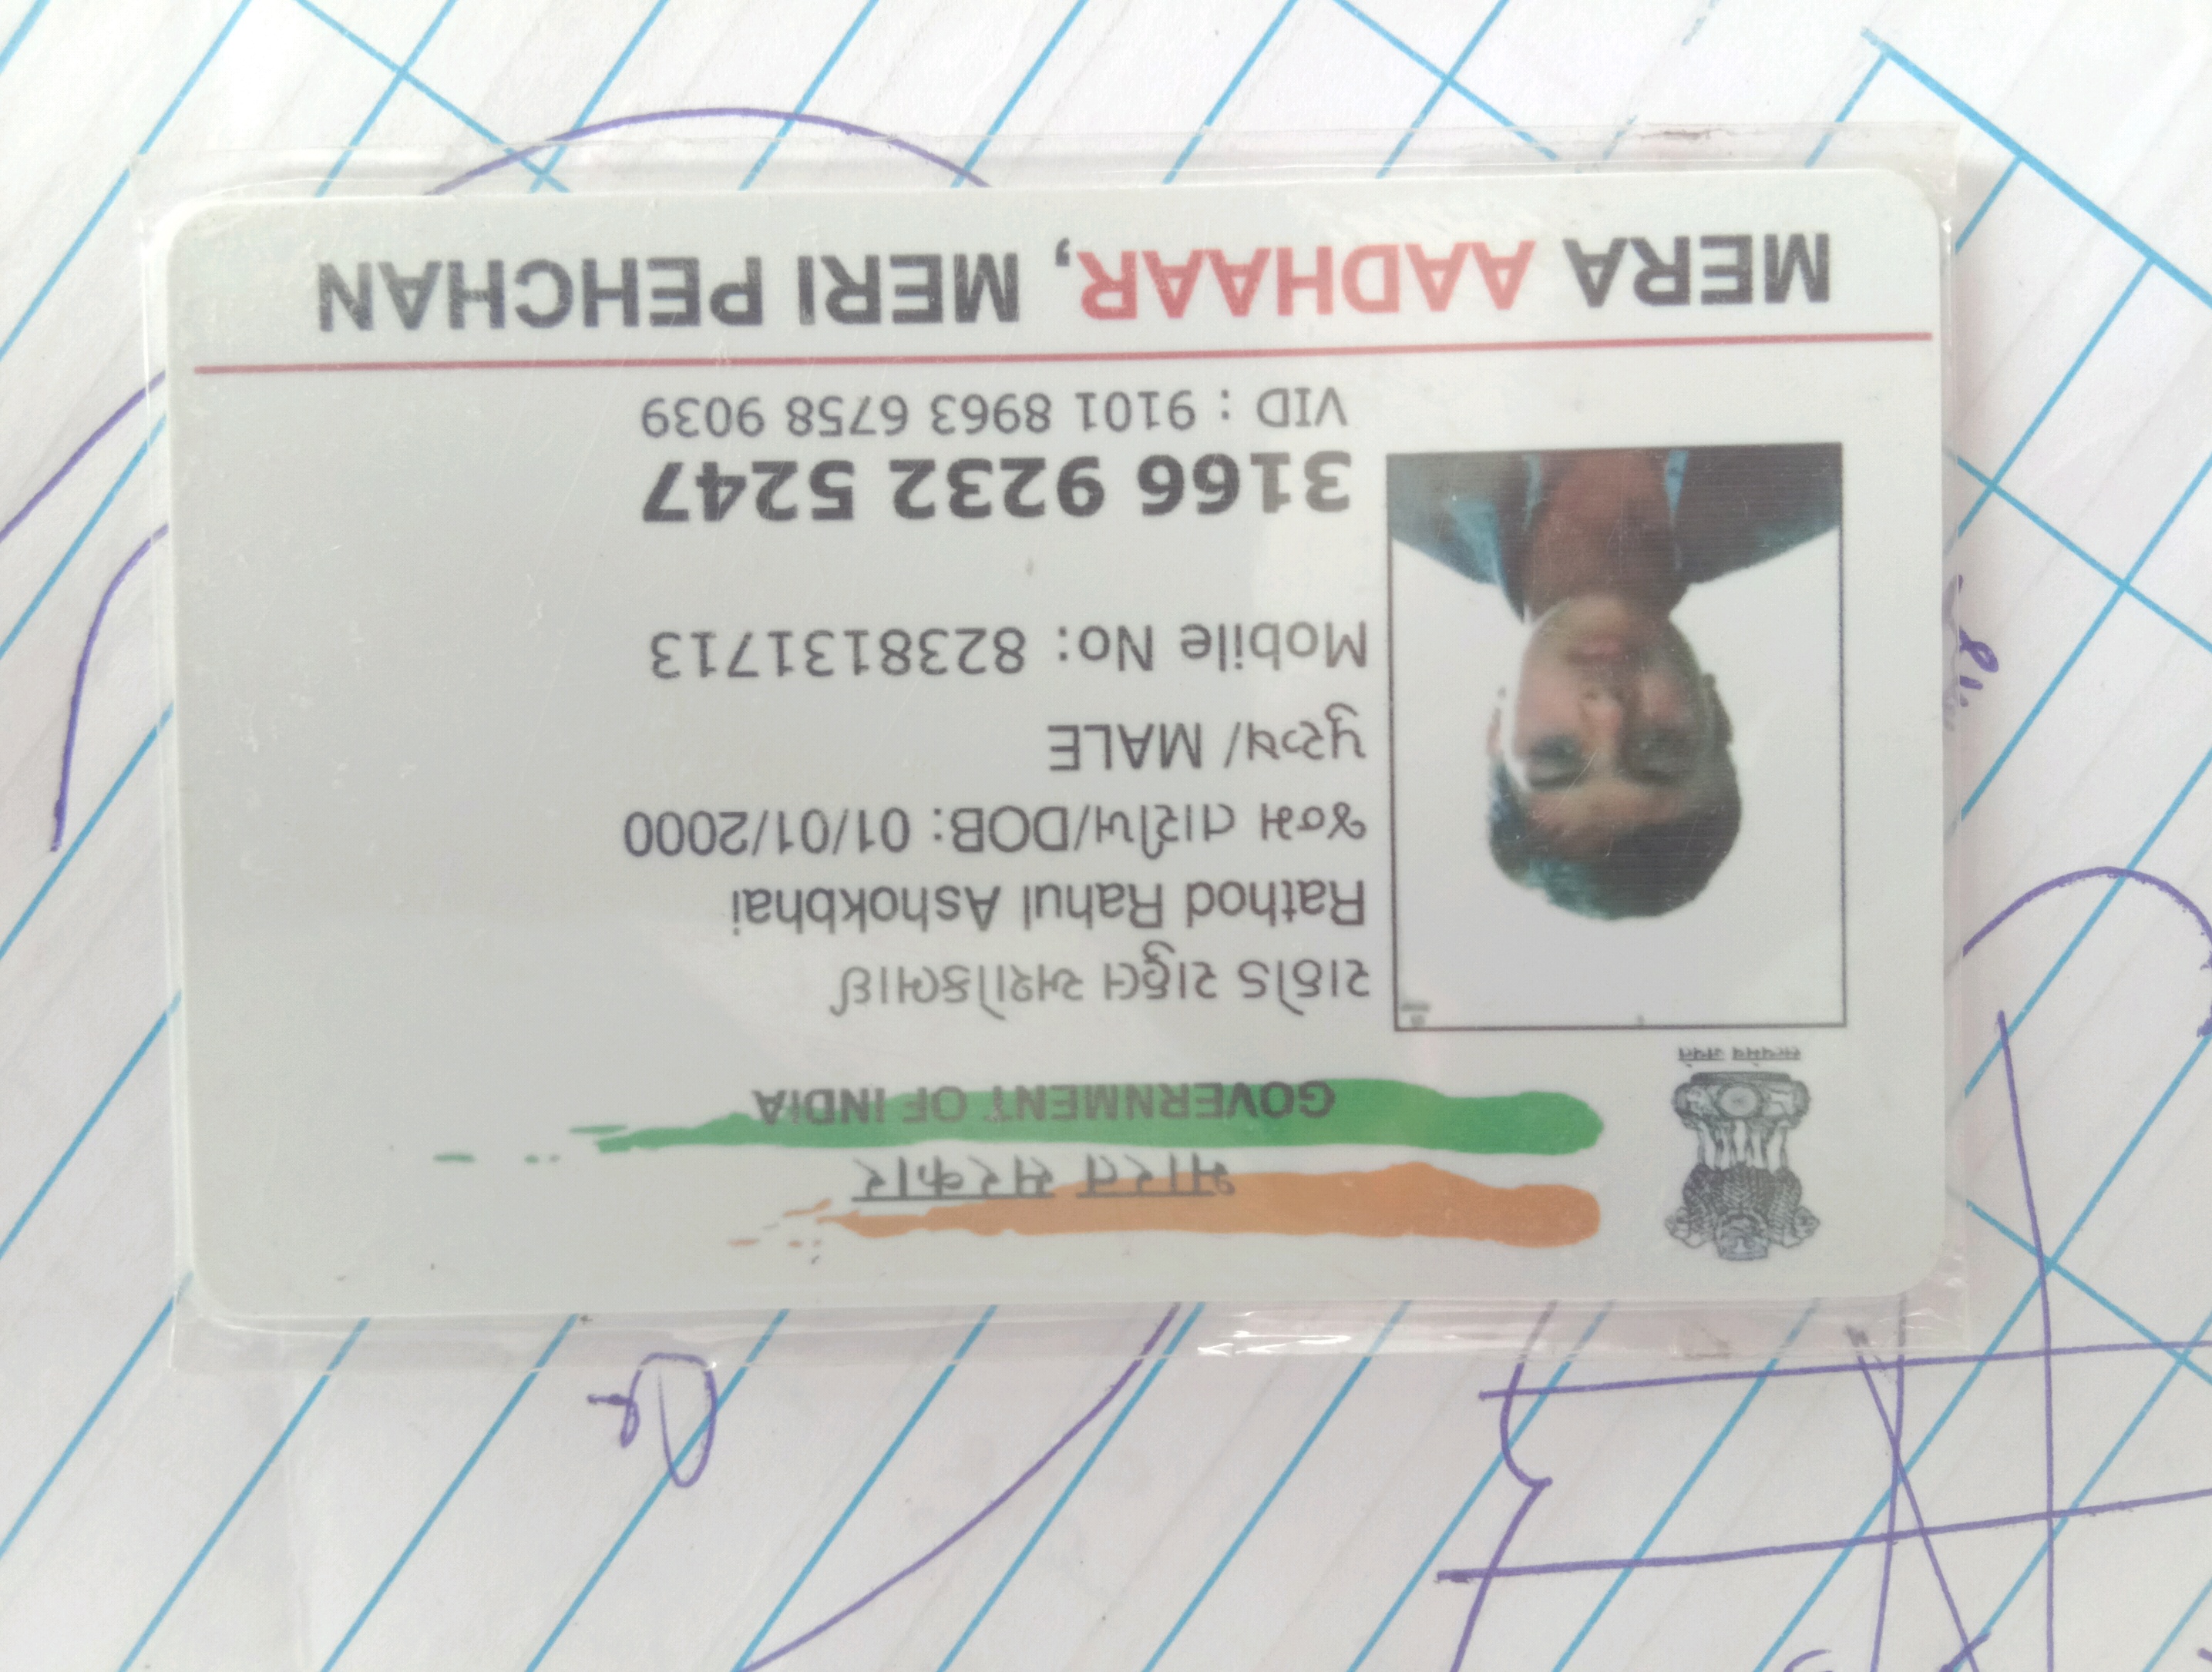 भारत सरकार
GOVERNMENT OF INDIA
सत्यमेव जयते
રાઠોડ રાહુલ અશોકભાઈ
Rathod Rahul Ashokbhai
જન્મ તારીખ/DOB: 01/01/2000
પુરુષ/ MALE
Mobile No: 8238131713
3166 9232 5247
VID : 9101 8963 6758 9039
MERA AADHAAR, MERI PEHCHAN